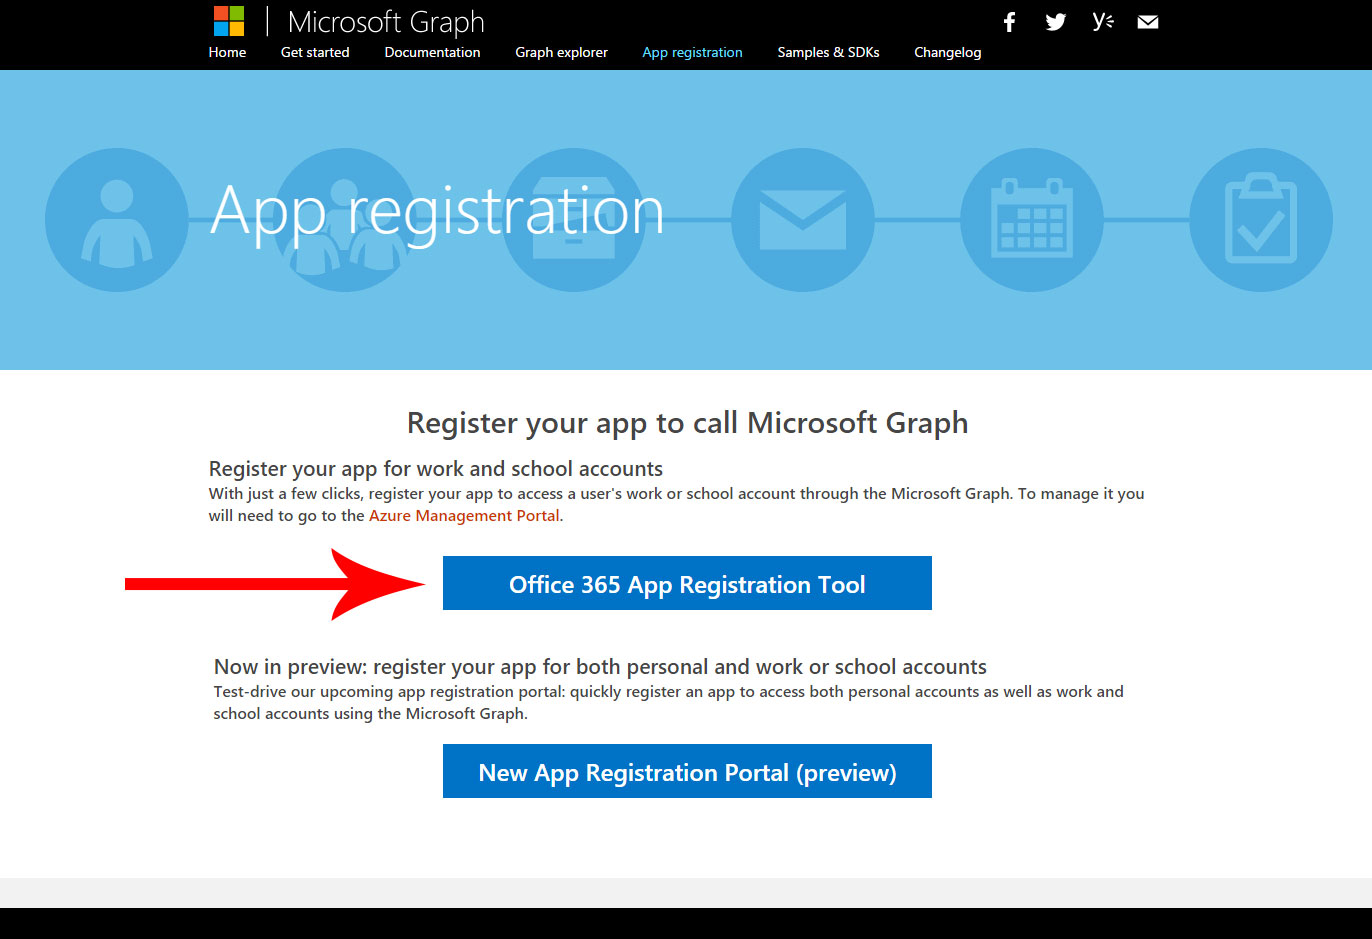 Microsoft Graph
Home Get started Documentation Graph explorer App registration Samples & SDKs Changelog
App registration
Register your app to call Microsoft Graph
Register your app for work and school accounts
With just a few clicks, register your app to access a user's work or school account through the Microsoft Graph. To manage it you
will need to go to the Azure Management Portal.
Office 365 App Registration Tool
Now in preview: register your app for both personal and work or school accounts
Test-drive our upcoming app registration portal: quickly register an app to access both personal accounts as well as work and
school accounts using the Microsoft Graph.
New App Registration Portal (preview)